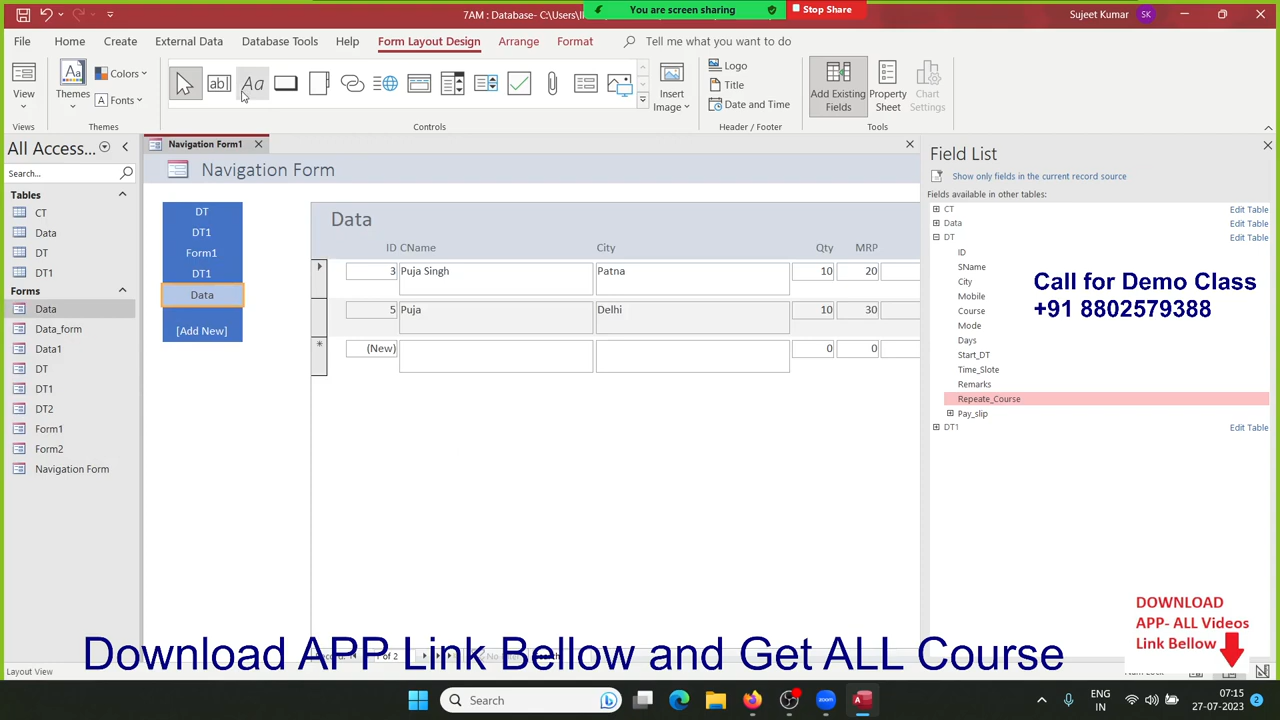 You are screen sharing
Stop Share
7AM : Database- C:\Users\
Sujeet Kumar
SK
File
Home
Create
External Data
Database Tools
Help
Form Layout Design
Arrange
Format
Tell me what you want to do
View
Themes
Colors
Fonts
ab|
Aa
Insert
Image
Logo
Title
Date and Time
Add Existing
Fields
Property
Sheet
Chart
Settings
Views
Themes
Controls
Header / Footer
Tools
All Access...
Search...
Tables
CT
Data
DT
DT1
Forms
Data
Data_form
Data1
DT
DT1
DT2
Form1
Form2
Navigation Form
Navigation Form1
Navigation Form
DT
DT1
Form1
DT1
Data
[Add New]
Data
ID CName City Qty MRP
3 Puja Singh Patna 10 20
5 Puja Delhi 10 30
(New) 0 0
Field List
Show only fields in the current record source
Fields available in other tables:
CT Edit Table
Data Edit Table
DT Edit Table
ID
SName
City
Mobile
Course
Mode
Days
Start_DT
Time_Slote
Remarks
Repeate_Course
Pay_slip
DT1 Edit Table
Call for Demo Class
+91 8802579388
DOWNLOAD
APP- ALL Videos
Link Bellow
Download APP Link Bellow and Get ALL Course
Layout View
Search
zoom
ENG
IN
07:15
27-07-2023
2